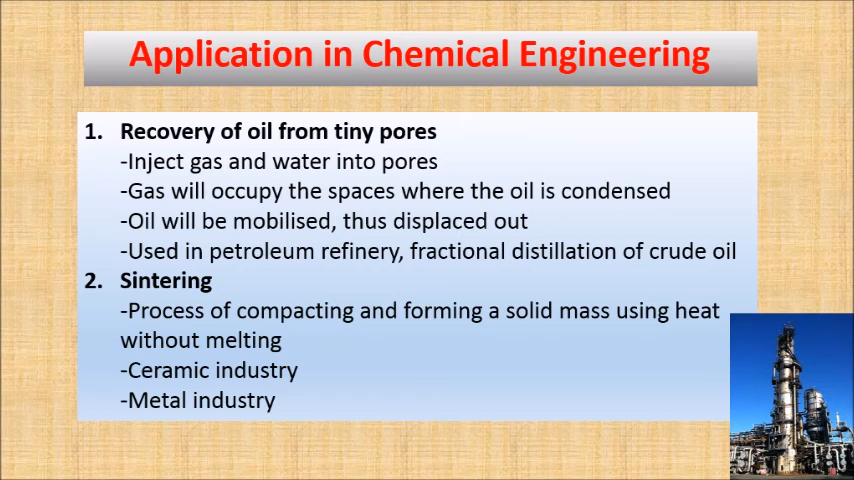 Application in Chemical Engineering
1. Recovery of oil from tiny pores
-Inject gas and water into pores
-Gas will occupy the spaces where the oil is condensed
-Oil will be mobilised, thus displaced out
-Used in petroleum refinery, fractional distillation of crude oil
2. Sintering
-Process of compacting and forming a solid mass using heat
without melting
-Ceramic industry
-Metal industry